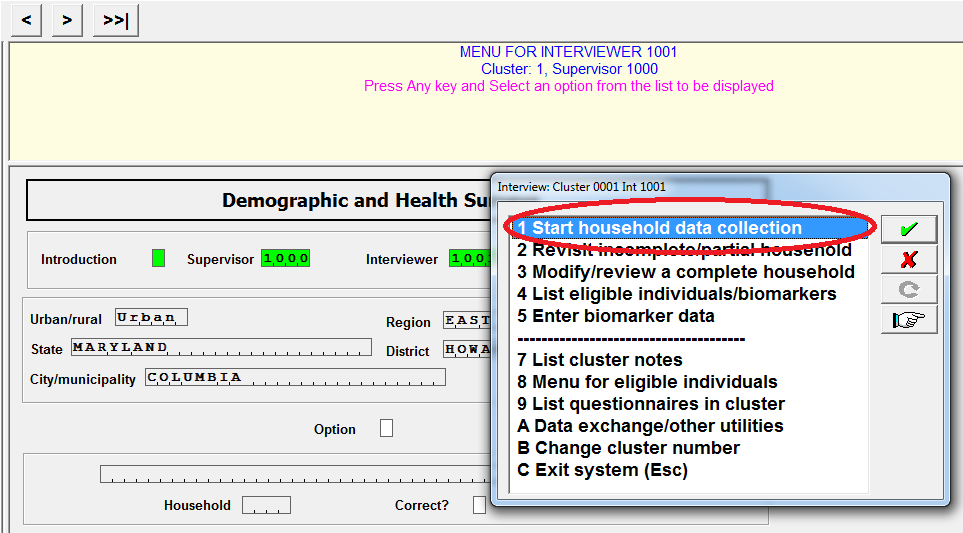 < > >>|
MENU FOR INTERVIEWER 1001
Cluster: 1, Supervisor 1000
Press Any key and Select an option from the list to be displayed
Demographic and Health Su
Introduction Supervisor 1000 Interviewer 100
Urban/rural Urban
Region EAST
State MARYLAND
District HOWA
City/municipality COLUMBIA
Option
Household Correct?
Interview: Cluster 0001 Int 1001
1 Start household data collection
2 Revisit incomplete/partial household
3 Modify/review a complete household
4 List eligible individuals/biomarkers
5 Enter biomarker data
-------------------------------------
7 List cluster notes
8 Menu for eligible individuals
9 List questionnaires in cluster
A Data exchange/other utilities
B Change cluster number
C Exit system (Esc)